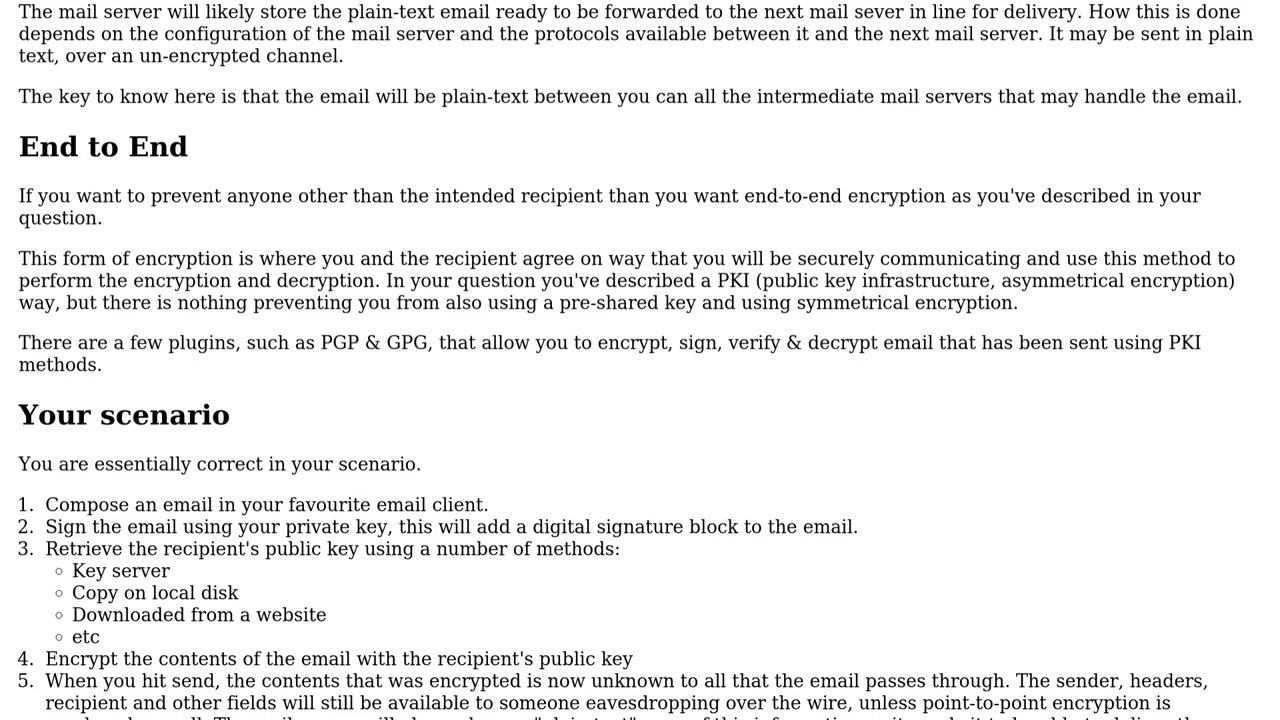 The mail server will likely store the plain-text email ready to be forwarded to the next mail sever in line for delivery. How this is done
depends on the configuration of the mail server and the protocols available between it and the next mail server. It may be sent in plain
text, over an un-encrypted channel.
The key to know here is that the email will be plain-text between you can all the intermediate mail servers that may handle the email.
End to End
If you want to prevent anyone other than the intended recipient than you want end-to-end encryption as you've described in your
question.
This form of encryption is where you and the recipient agree on way that you will be securely communicating and use this method to
perform the encryption and decryption. In your question you've described a PKI (public key infrastructure, asymmetrical encryption)
way, but there is nothing preventing you from also using a pre-shared key and using symmetrical encryption.
There are a few plugins, such as PGP & GPG, that allow you to encrypt, sign, verify & decrypt email that has been sent using PKI
methods.
Your scenario
You are essentially correct in your scenario.
1. Compose an email in your favourite email client.
2. Sign the email using your private key, this will add a digital signature block to the email.
3. Retrieve the recipient's public key using a number of methods:
◦ Key server
◦ Copy on local disk
◦ Downloaded from a website
◦ etc
4. Encrypt the contents of the email with the recipient's public key
5. When you hit send, the contents that was encrypted is now unknown to all that the email passes through. The sender, headers,
recipient and other fields will still be available to someone eavesdropping over the wire, unless point-to-point encryption is